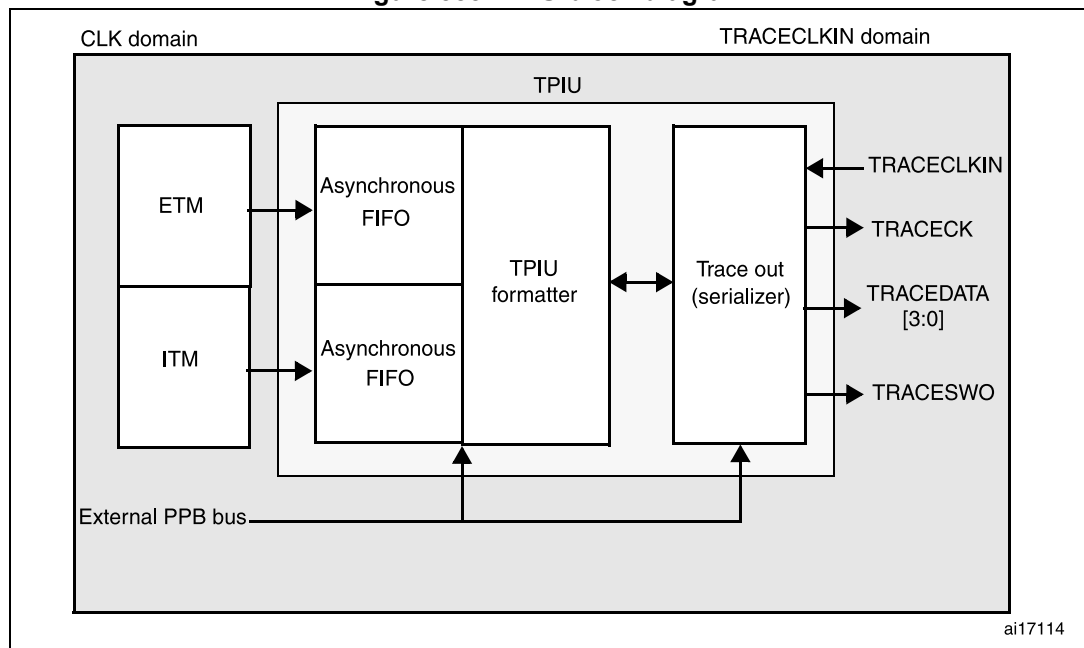 CLK domain
TRACECLKIN domain
TPIU
ETM
ITM
Asynchronous
FIFO
Asynchronous
FIFO
TPIU
formatter
Trace out
(serializer)
TRACECLKIN
TRACECK
TRACEDATA
[3:0]
TRACESWO
External PPB bus
ai17114